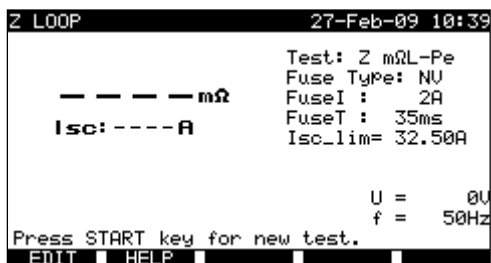 Z LOOP 27-Feb-09 10:39
Test: Z mΩL-Pe
Fuse Type: NV
– – – – mΩ FuseI : 2A
FuseT : 35ms
Isc:----A
Isc_lim= 32.50A
U = 0V
f = 50Hz
Press START key for new test.
EDIT HELP